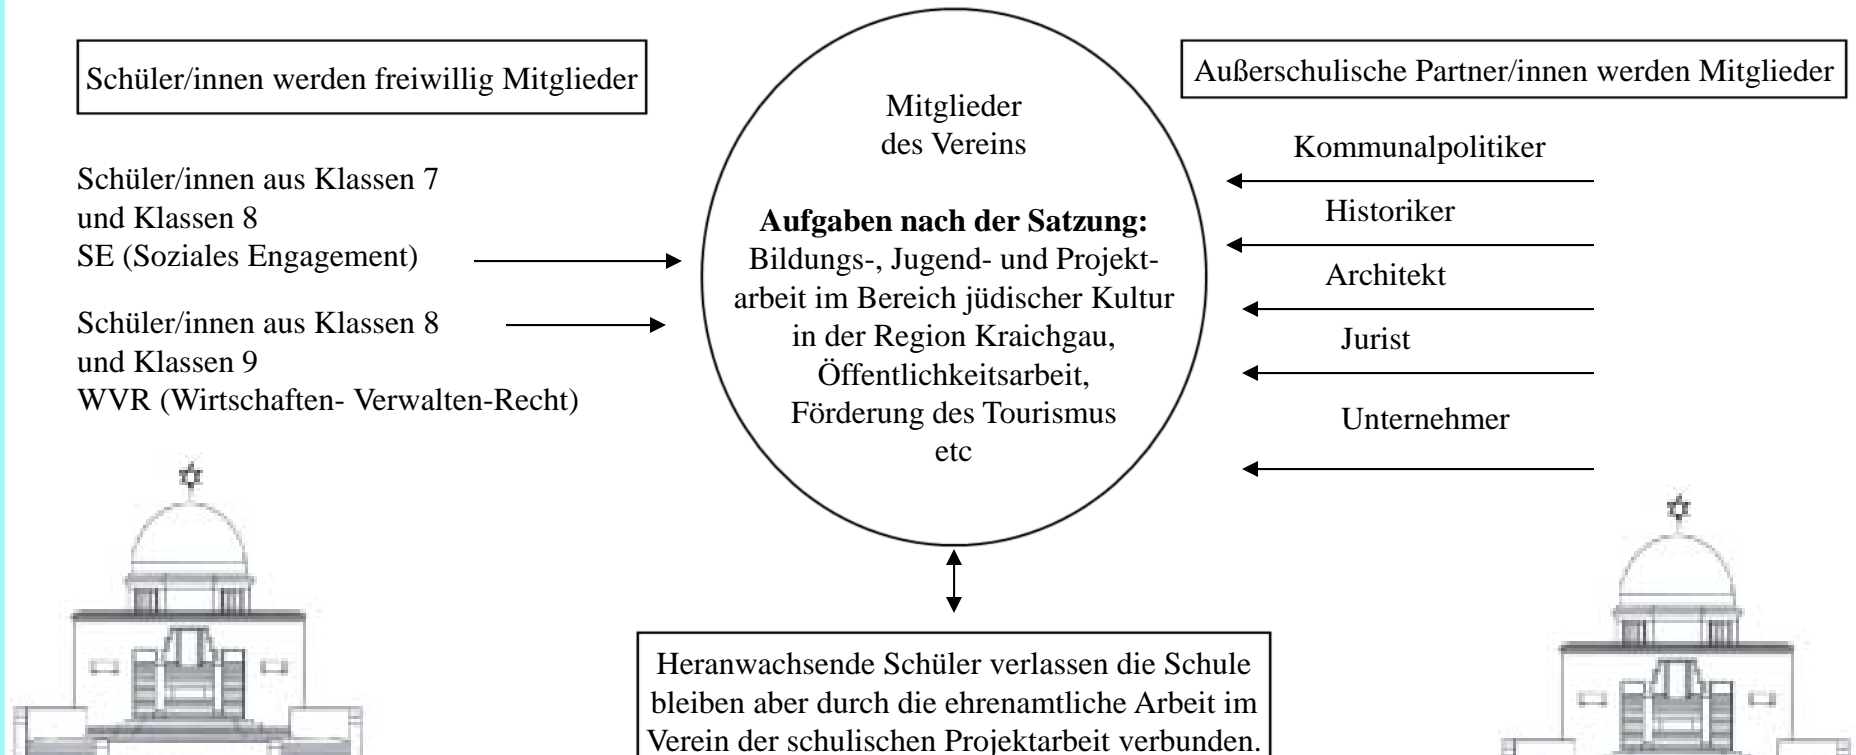 Schüler/innen werden freiwillig Mitglieder
Schüler/innen aus Klassen 7
und Klassen 8
SE (Soziales Engagement)
Schüler/innen aus Klassen 8
und Klassen 9
WVR (Wirtschaften- Verwalten-Recht)
Mitglieder
des Vereins
Aufgaben nach der Satzung:
Bildungs-, Jugend- und Projekt-
arbeit im Bereich jüdischer Kultur
in der Region Kraichgau,
Öffentlichkeitsarbeit,
Förderung des Tourismus
etc
Außerschulische Partner/innen werden Mitglieder
Kommunalpolitiker
Historiker
Architekt
Jurist
Unternehmer
Heranwachsende Schüler verlassen die Schule
bleiben aber durch die ehrenamtliche Arbeit im
Verein der schulischen Projektarbeit verbunden.